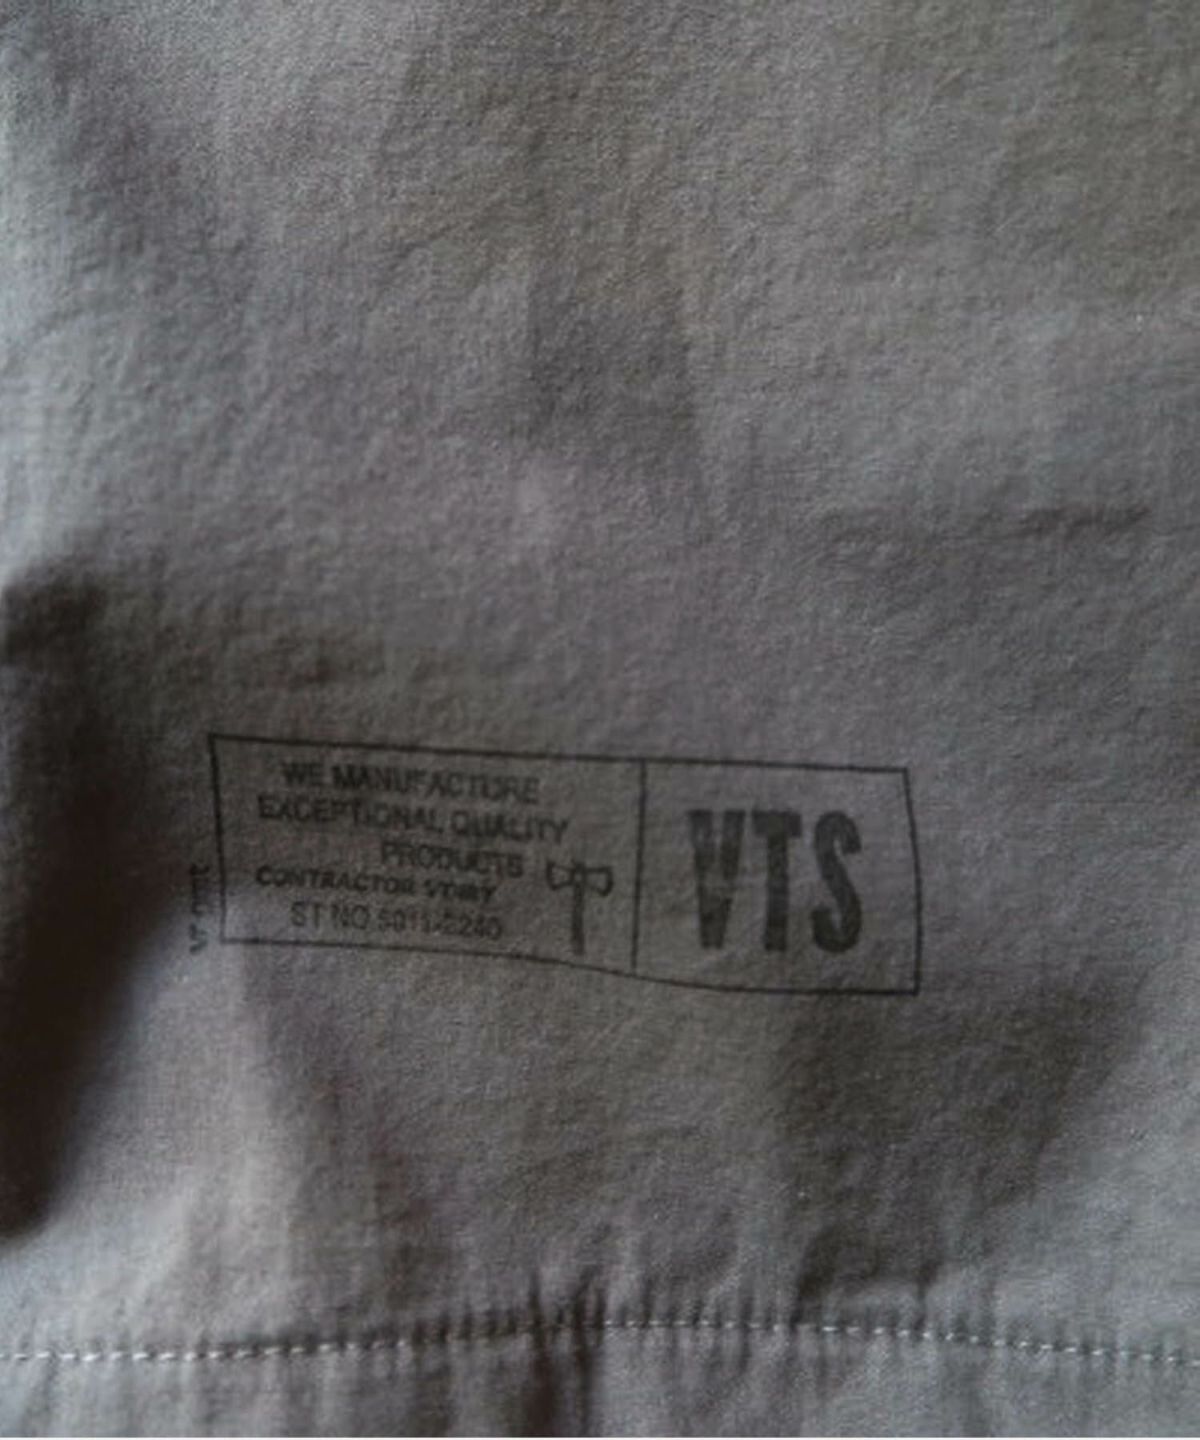 WE MANUFACTURE
EXCEPTIONAL QUALITY
PRODUCTS
CONTRACTOR
ST NO
VTS